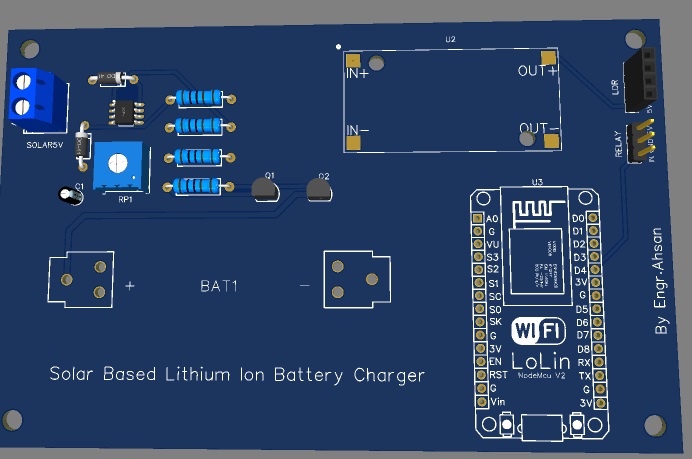 U2
IN+
OUT+
IN-
OUT-
LDR
5V
SOLAR5V
C1
RP1
Q1
Q2
RELAY
U3
A0
G
VU
S3
S2
S1
SC
S0
SK
G
3V
EN
RST
G
Vin
D0
D1
D2
D3
D4
3V
G
D5
D6
D7
D8
RX
TX
G
3V
WiFi
LoLin
NodeMcu V2
+
BAT1
-
By Engr.Ahsan
Solar Based Lithium Ion Battery Charger